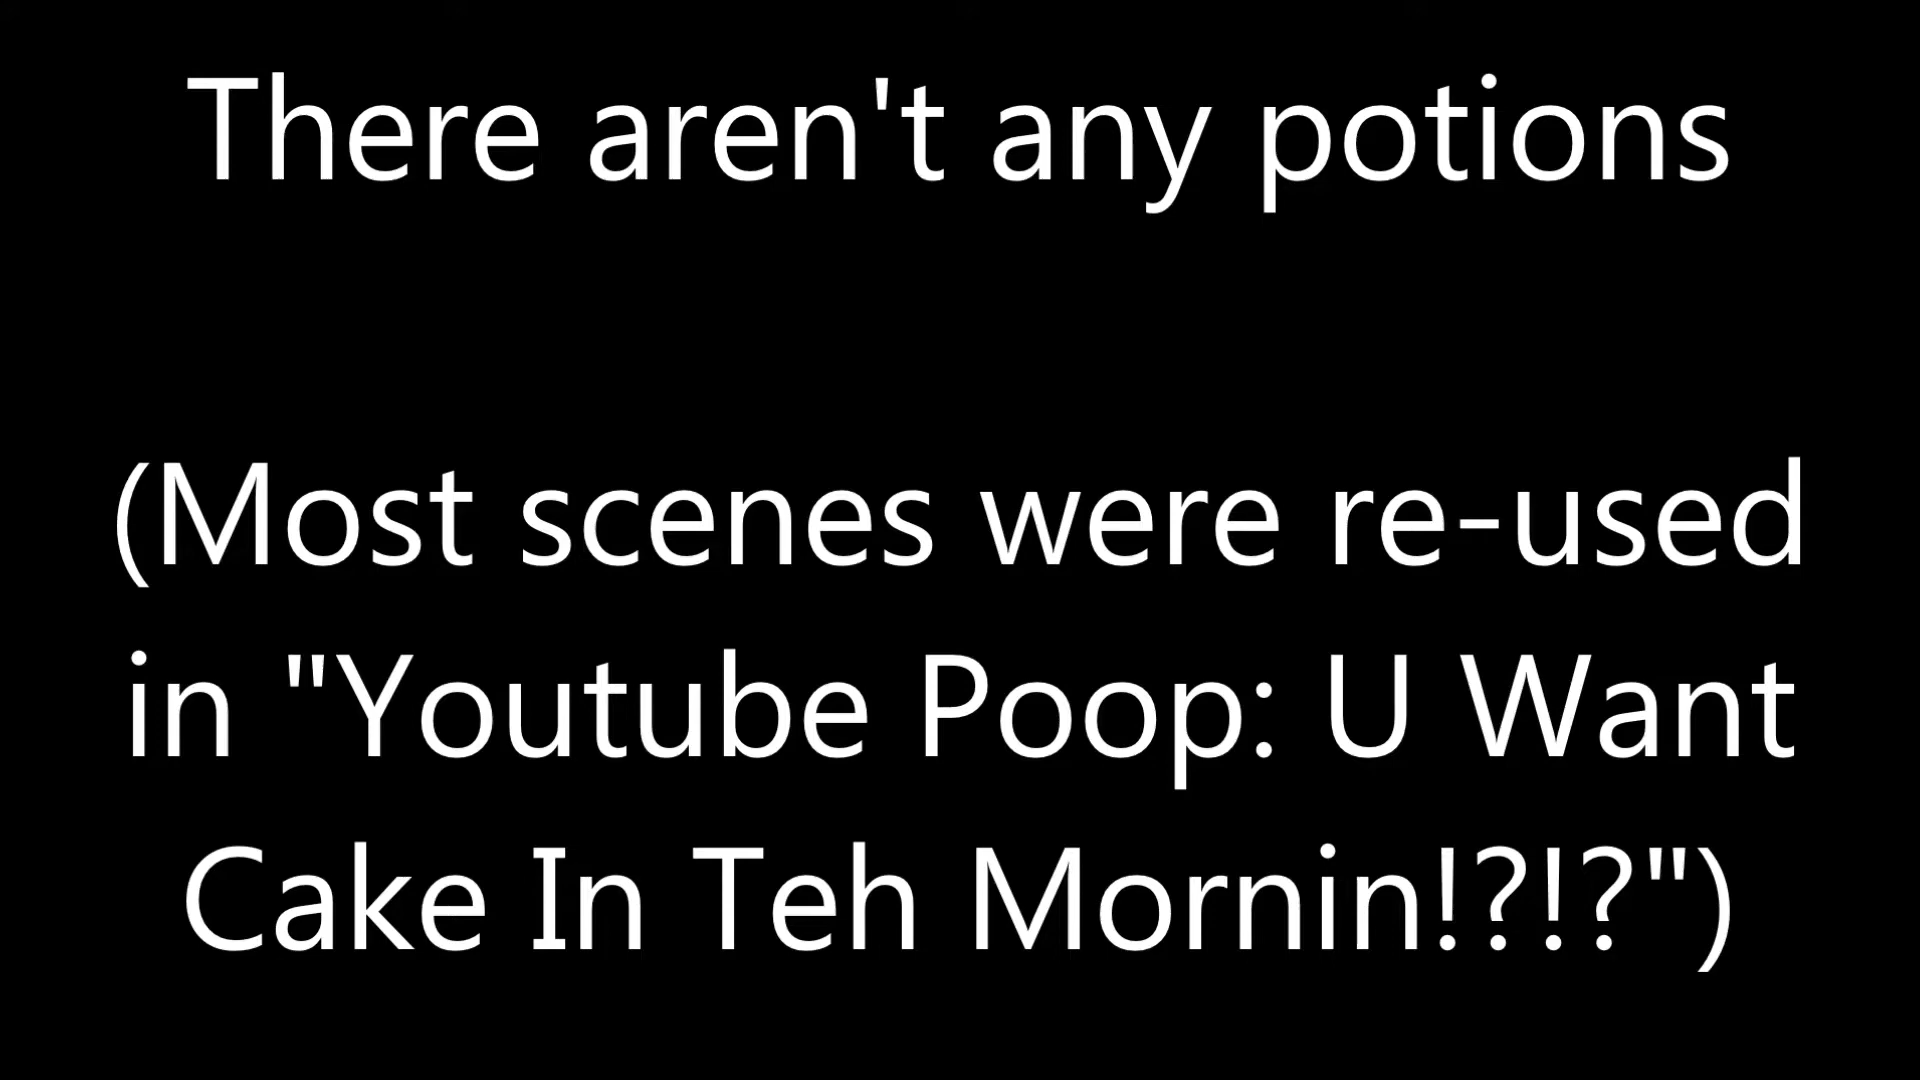 There aren't any potions
(Most scenes were re-used
in "Youtube Poop: U Want
Cake In Teh Mornin!?!?")